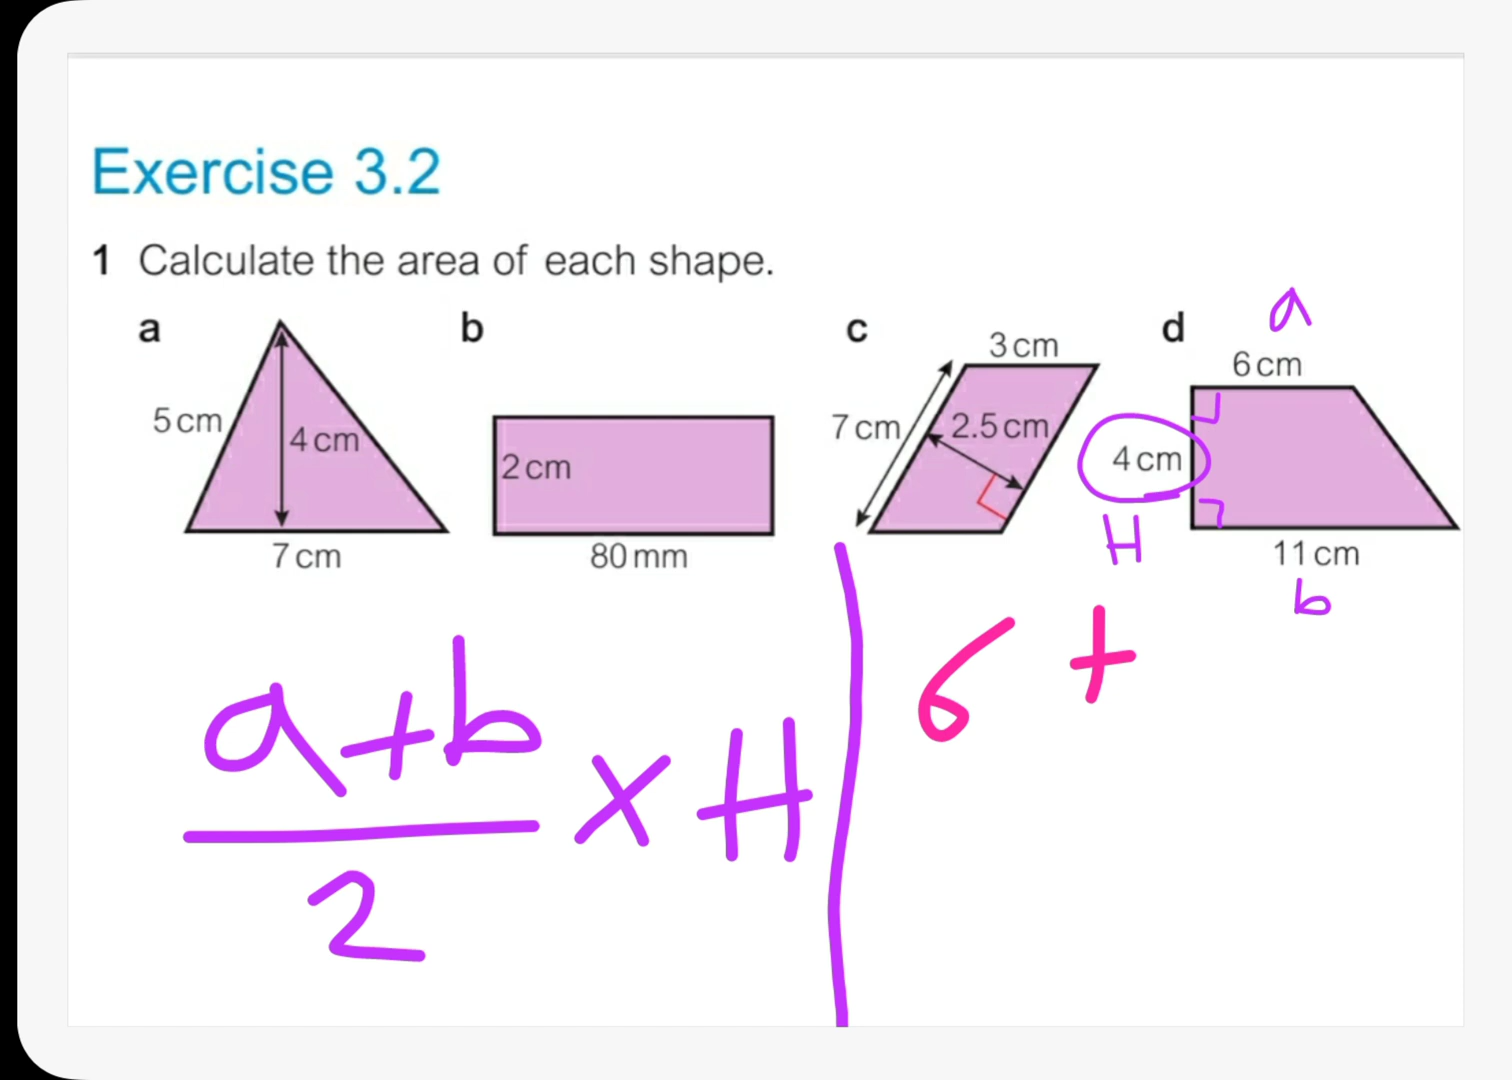 Exercise 3.2
1 Calculate the area of each shape.
a
5 cm
4 cm
7 cm
b
2 cm
80 mm
c
3 cm
7 cm
2.5 cm
d
a
6 cm
4 cm
H
11 cm
b
a+b
2
× H
6 +